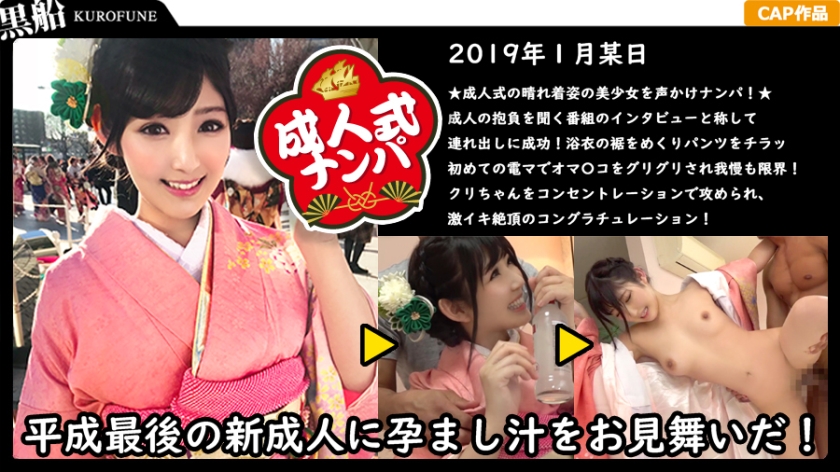 黒船 KUROFUNE
CAP作品
2019年1月某日
★成人式の晴れ着姿の美少女を声かけナンパ！★
成人の抱負を聞く番組のインタビューと称して
連れ出しに成功！浴衣の裾をめくりパンツをチラッ
初めての電マでオマ〇コをグリグリされ我慢も限界！
クリちゃんをコンセントレーションで攻められ、
激イキ絶頂のコングラチュレーション！
成人式
ナンパ
平成最後の新成人に孕まし汁をお見舞いだ！